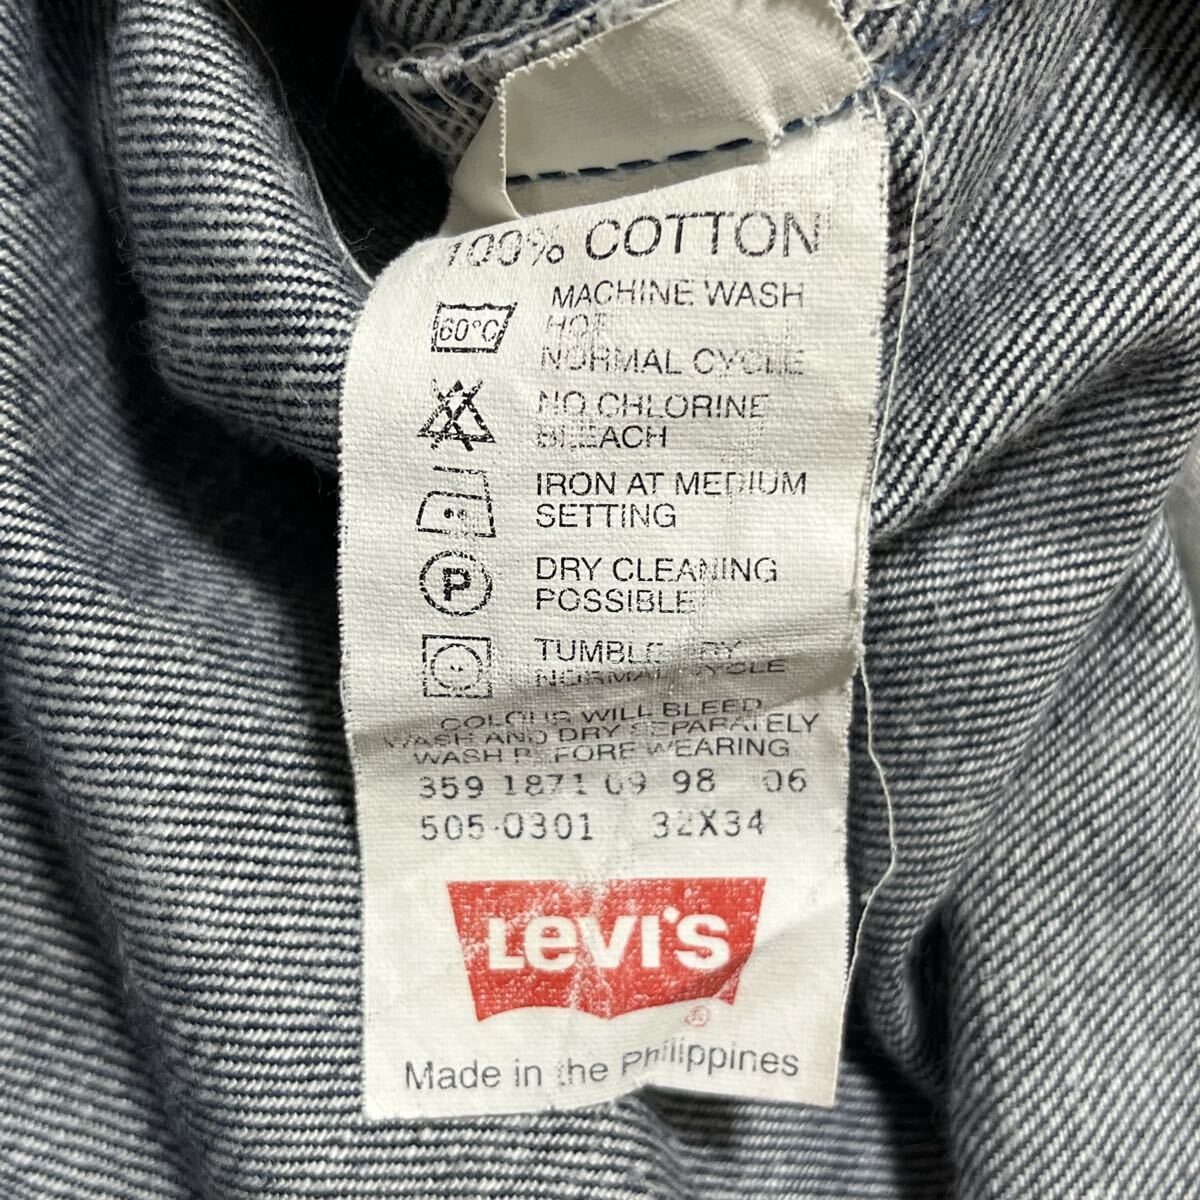 100% COTTON
60°C
MACHINE WASH
HOT
NORMAL CYCLE
NO CHLORINE
BLEACH
IRON AT MEDIUM
SETTING
P
DRY CLEANING
POSSIBLE
TUMBLE DRY
NORMAL CYCLE
COLOUR WILL BLEED
WASH AND DRY SEPARATELY
WASH BEFORE WEARING
359 1871 09 98 06
505-0301 32X34
Levi's
®
Made in the Philippines